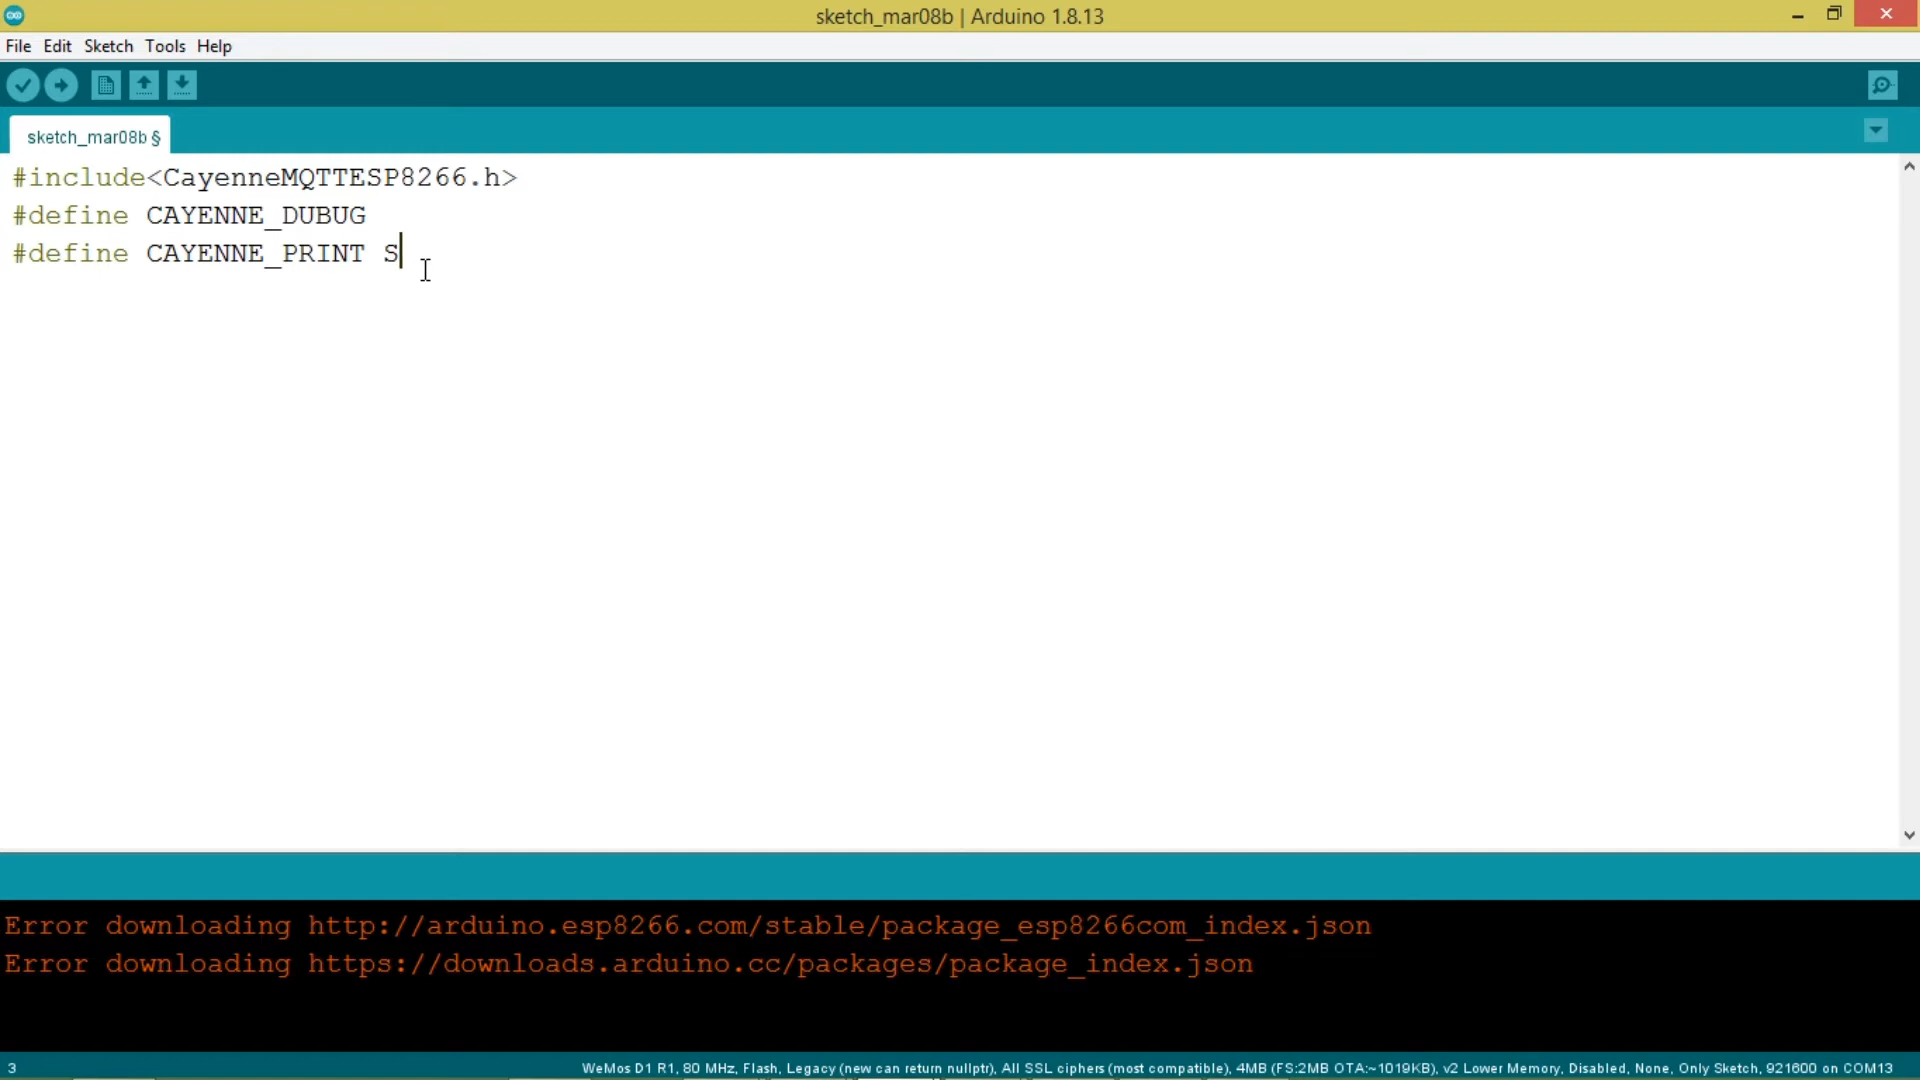 sketch_mar08b | Arduino 1.8.13
File Edit Sketch Tools Help
sketch_mar08b §
#include<CayenneMQTTESP8266.h>
#define CAYENNE_DUBUG
#define CAYENNE_PRINT S
Error downloading http://arduino.esp8266.com/stable/package_esp8266com_index.json
Error downloading https://downloads.arduino.cc/packages/package_index.json
3 WeMos D1 R1, 80 MHz, Flash, Legacy (new can return nullptr), All SSL ciphers (most compatible), 4MB (FS:2MB OTA:~1019KB), v2 Lower Memory, Disabled, None, Only Sketch, 921600 on COM13